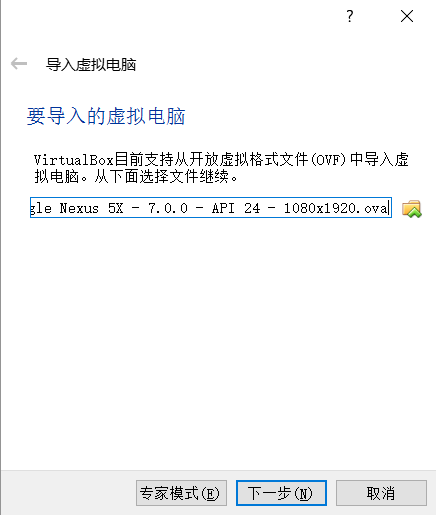 ?
导入虚拟电脑
要导入的虚拟电脑
VirtualBox目前支持从开放虚拟格式文件(OVF)中导入虚
拟电脑。从下面选择文件继续。
gle Nexus 5X - 7.0.0 - API 24 - 1080x1920.ova
专家模式(E) 下一步(N) 取消